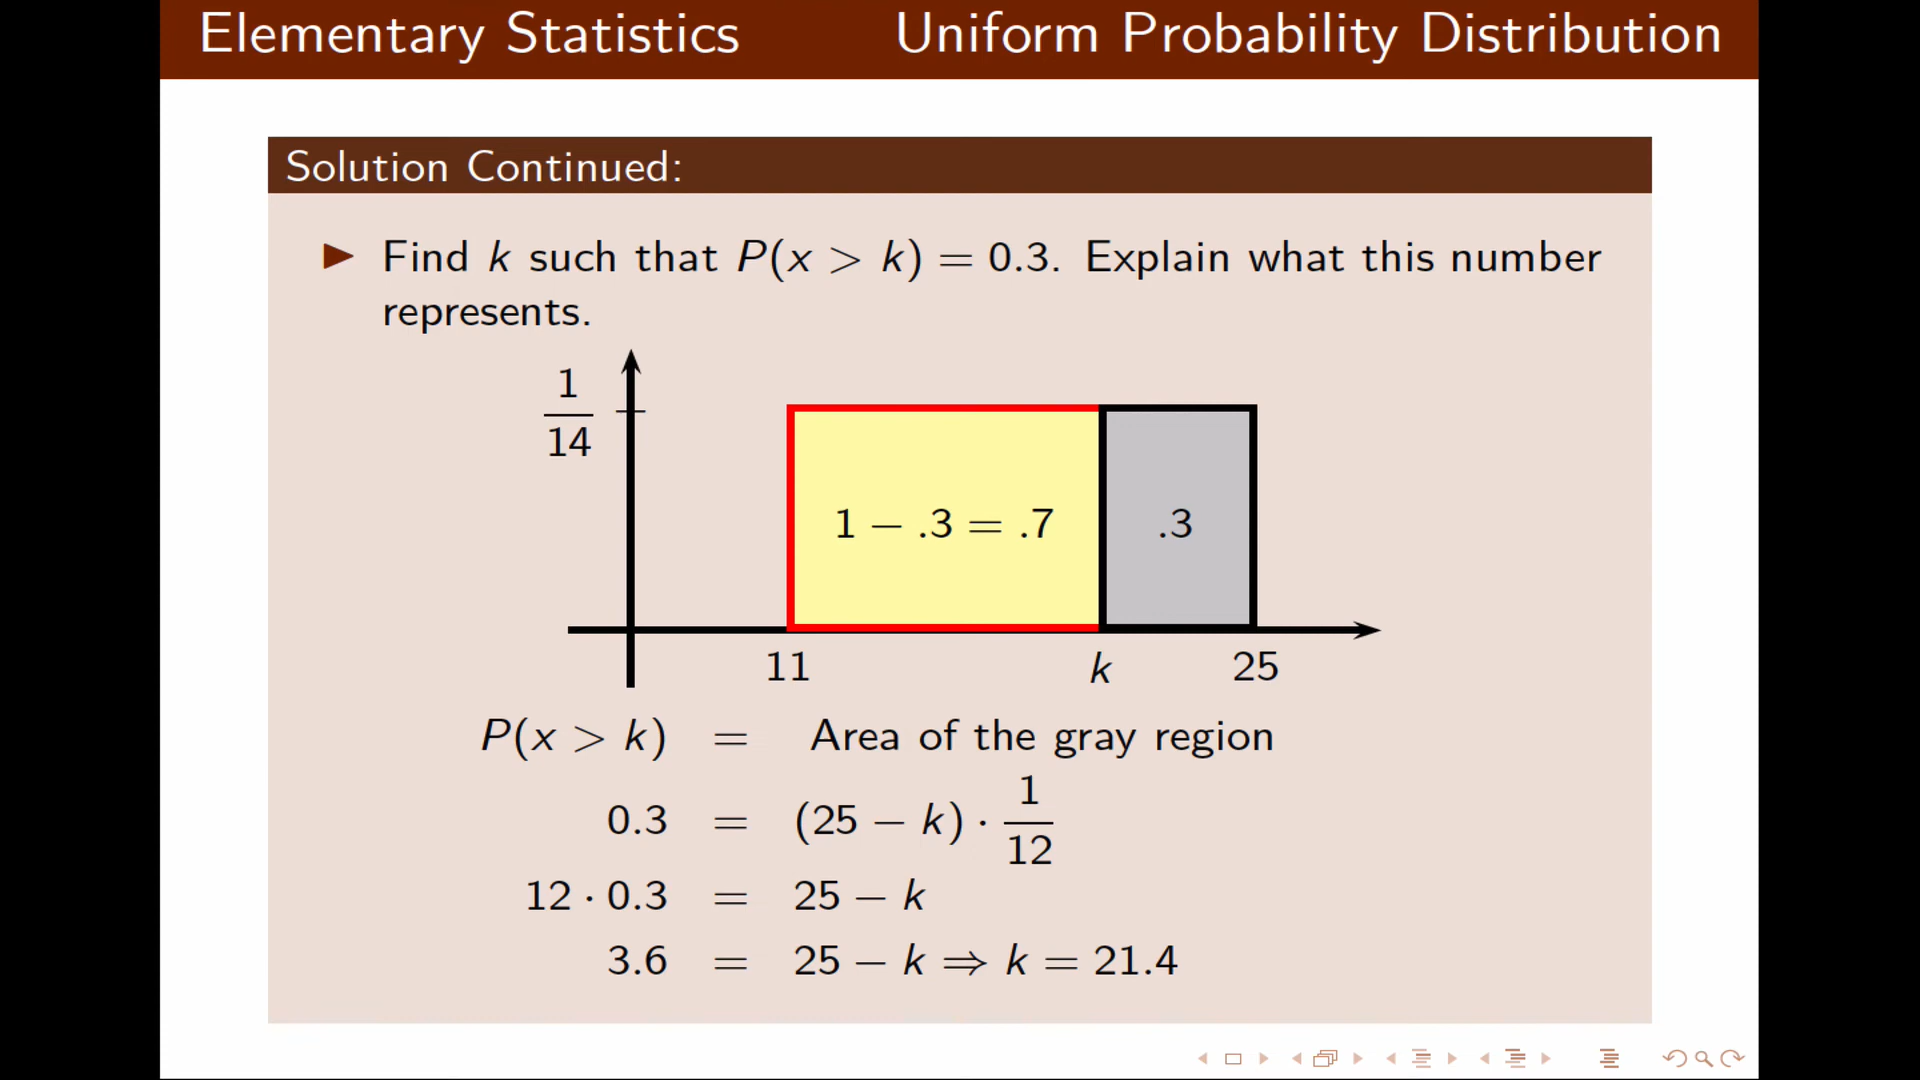 Elementary Statistics Uniform Probability Distribution
Solution Continued:
Find k such that P(x > k) = 0.3. Explain what this number
represents.
1/14
1 − .3 = .7 .3
11 k 25
P(x > k) = Area of the gray region
0.3 = (25 − k) · 1/12
12 · 0.3 = 25 − k
3.6 = 25 − k ⇒ k = 21.4